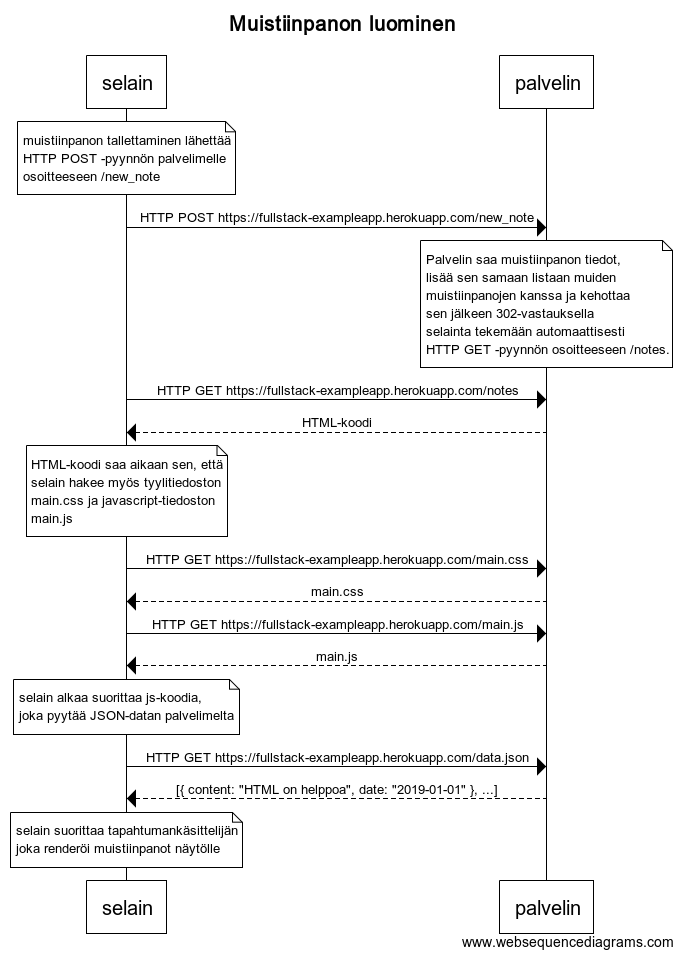 Muistiinpanon luominen
selain
palvelin
muistiinpanon tallettaminen lähettää
HTTP POST -pyynnön palvelimelle
osoitteeseen /new_note
HTTP POST https://fullstack-exampleapp.herokuapp.com/new_note
Palvelin saa muistiinpanon tiedot,
lisää sen samaan listaan muiden
muistiinpanojen kanssa ja kehottaa
sen jälkeen 302-vastauksella
selainta tekemään automaattisesti
HTTP GET -pyynnön osoitteeseen /notes.
HTTP GET https://fullstack-exampleapp.herokuapp.com/notes
HTML-koodi
HTML-koodi saa aikaan sen, että
selain hakee myös tyylitiedoston
main.css ja javascript-tiedoston
main.js
HTTP GET https://fullstack-exampleapp.herokuapp.com/main.css
main.css
HTTP GET https://fullstack-exampleapp.herokuapp.com/main.js
main.js
selain alkaa suorittaa js-koodia,
joka pyytää JSON-datan palvelimelta
HTTP GET https://fullstack-exampleapp.herokuapp.com/data.json
[{ content: "HTML on helppoa", date: "2019-01-01" }, ...]
selain suorittaa tapahtumankäsittelijän
joka renderöi muistiinpanot näytölle
selain
palvelin
www.websequencediagrams.com